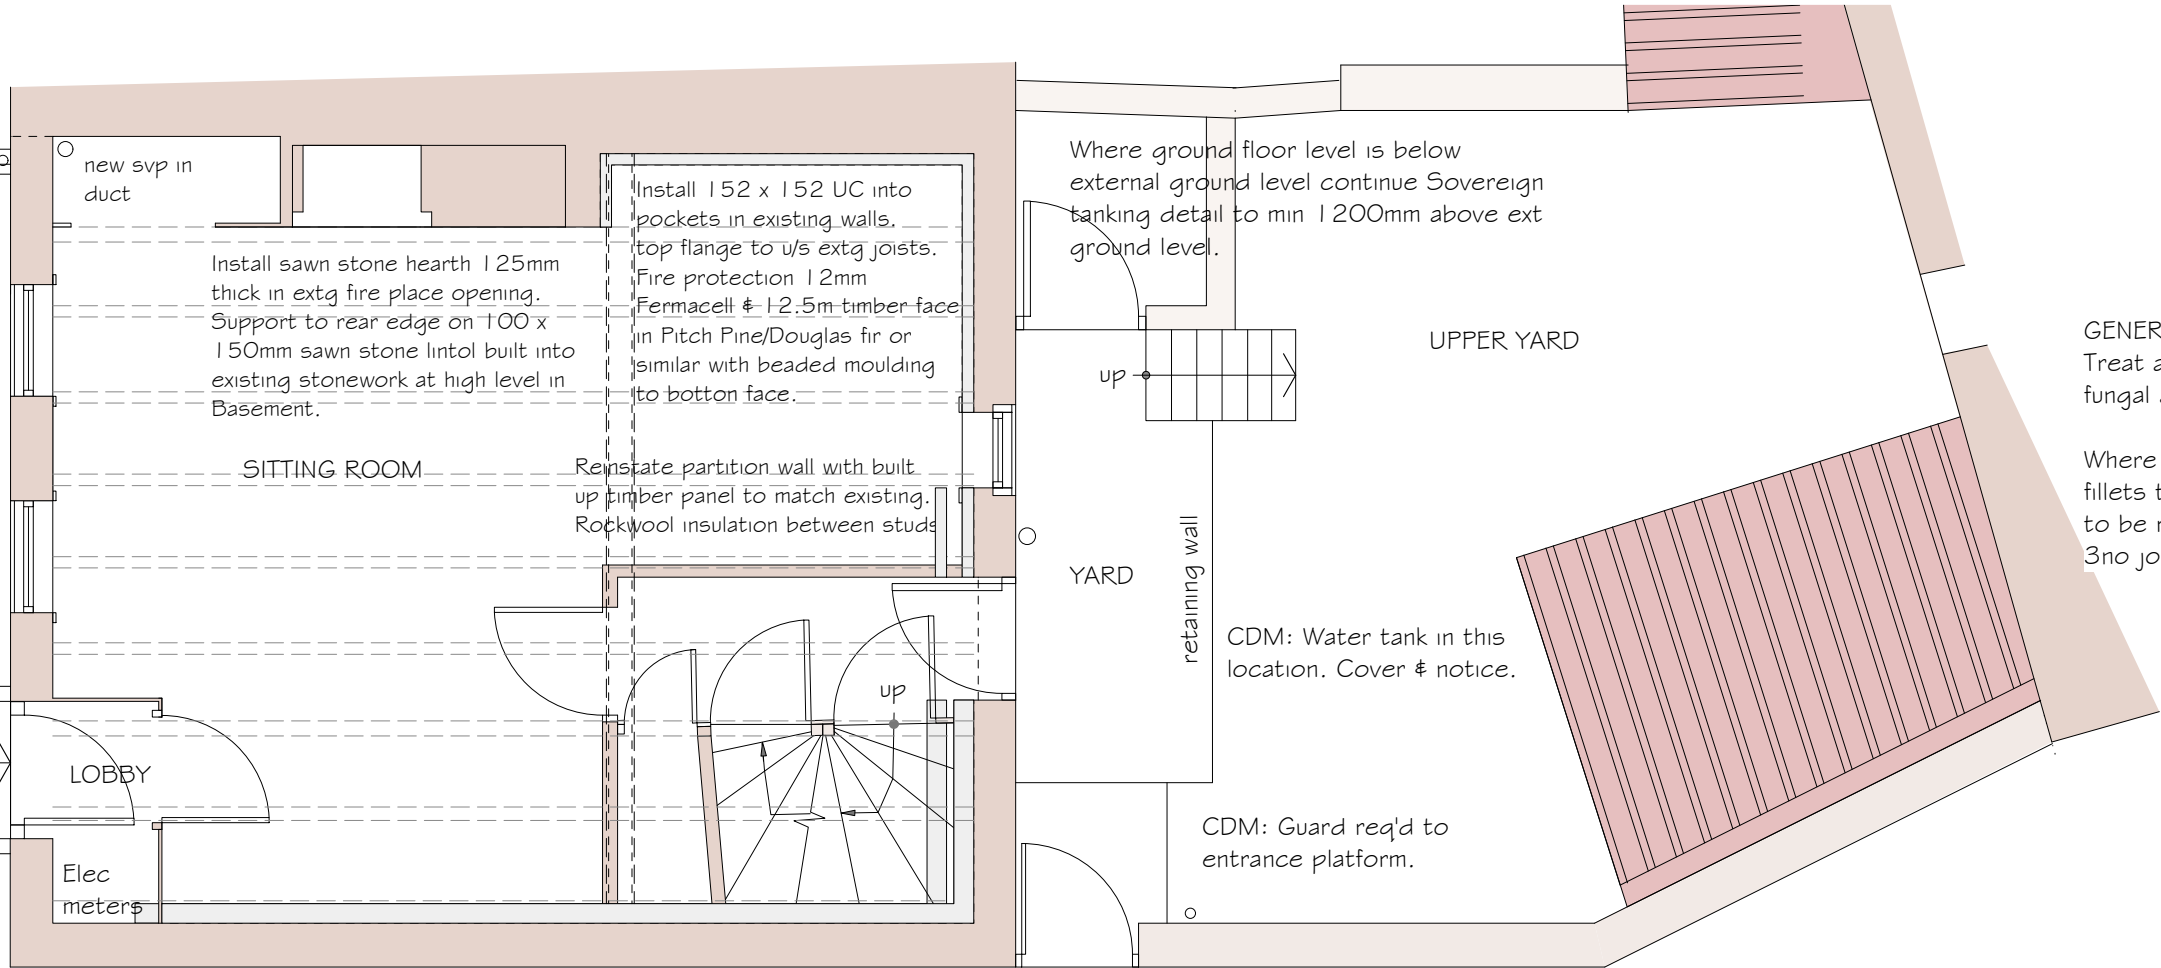 new svp in
duct
Install sawn stone hearth 125mm
thick in extg fire place opening.
Support to rear edge on 100 x
150mm sawn stone lintol built into
existing stonework at high level in
Basement.
SITTING ROOM
Install 152 x 152 UC into
pockets in existing walls.
top flange to u/s extg joists.
Fire protection 12mm
Fermacell & 12.5m timber face
in Pitch Pine/Douglas fir or
similar with beaded moulding
to botton face.
Reinstate partition wall with built
up timber panel to match existing.
Rockwool insulation between studs
up
LOBBY
Elec
meters
Where ground floor level is below
external ground level continue Sovereign
tanking detail to min 1200mm above ext
ground level.
up
UPPER YARD
YARD
retaining wall
CDM: Water tank in this
location. Cover & notice.
CDM: Guard req'd to
entrance platform.
GENER
Treat a
fungal
Where
fillets t
to be r
3no jo